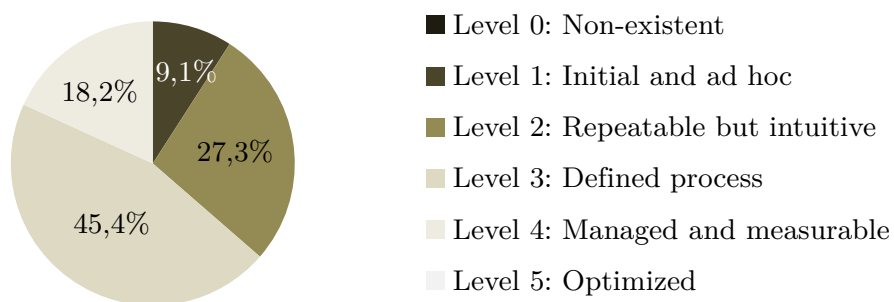 9,1%
18,2%
27,3%
45,4%
Level 0: Non-existent
Level 1: Initial and ad hoc
Level 2: Repeatable but intuitive
Level 3: Defined process
Level 4: Managed and measurable
Level 5: Optimized